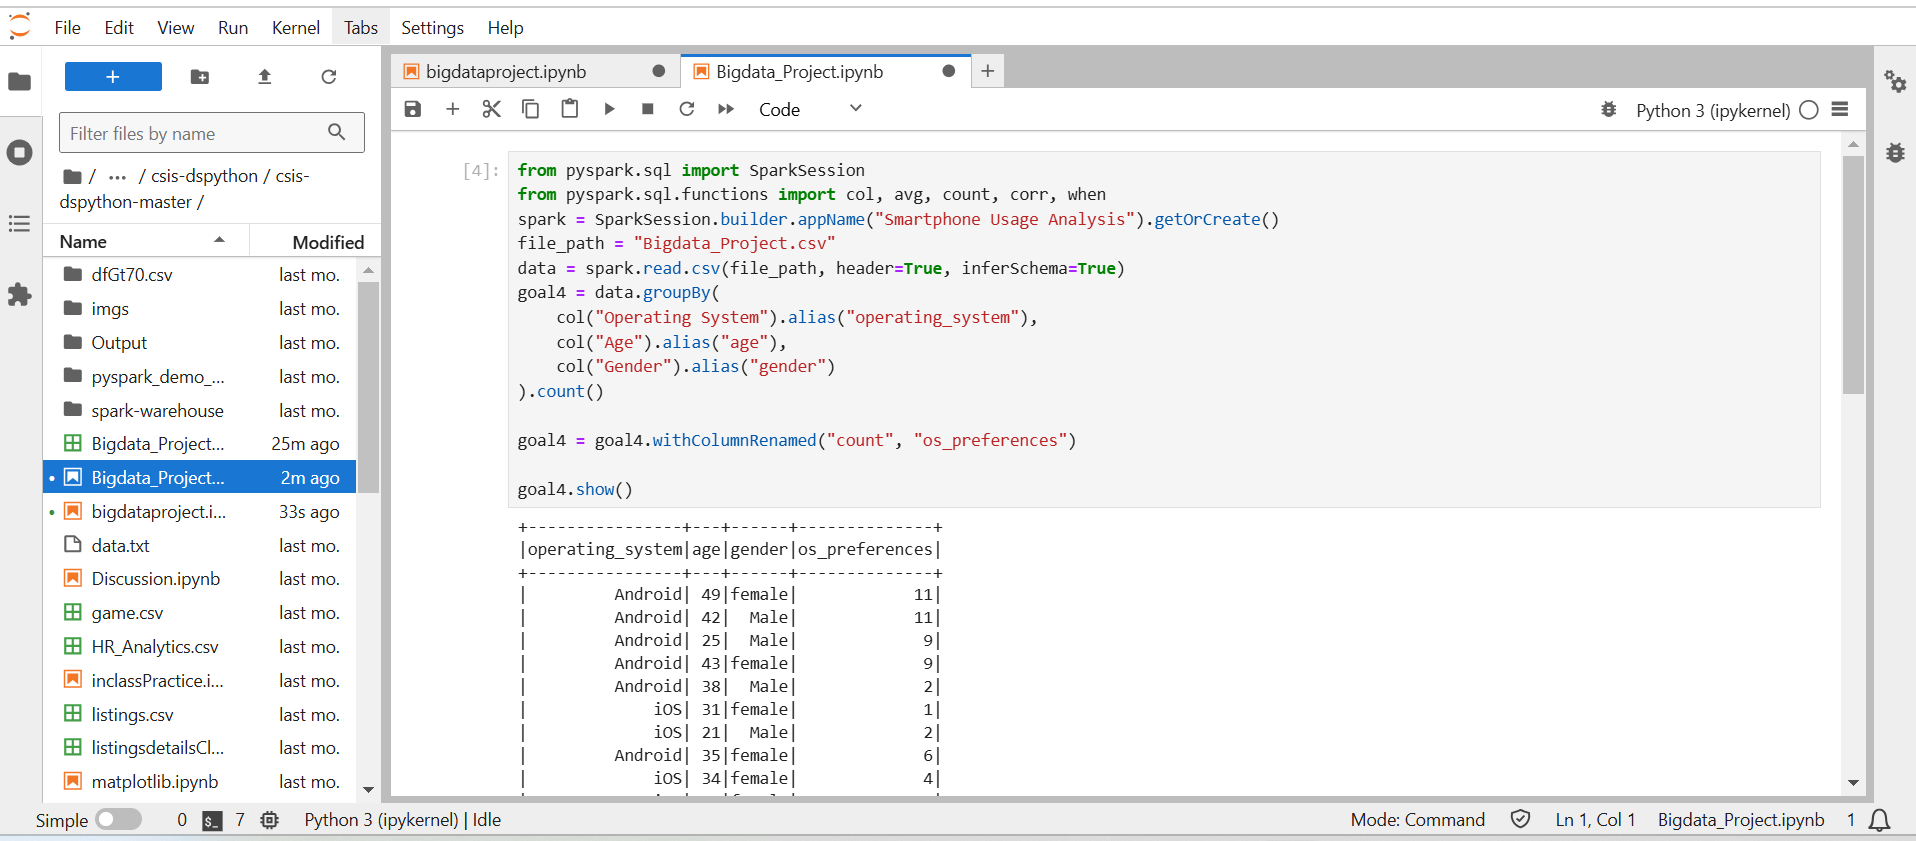 File Edit View Run Kernel Tabs Settings Help
+
Filter files by name
/ ... / csis-dspython / csis-
dspython-master /
Name Modified
dfGt70.csv last mo.
imgs last mo.
Output last mo.
pyspark_demo_... last mo.
spark-warehouse last mo.
Bigdata_Project... 25m ago
Bigdata_Project... 2m ago
bigdataproject.i... 33s ago
data.txt last mo.
Discussion.ipynb last mo.
game.csv last mo.
HR_Analytics.csv last mo.
inclassPractice.i... last mo.
listings.csv last mo.
listingsdetailsCl... last mo.
matplotlib.ipynb last mo.
bigdataproject.ipynb Bigdata_Project.ipynb +
+ Code Python 3 (ipykernel)
[4]: from pyspark.sql import SparkSession
from pyspark.sql.functions import col, avg, count, corr, when
spark = SparkSession.builder.appName("Smartphone Usage Analysis").getOrCreate()
file_path = "Bigdata_Project.csv"
data = spark.read.csv(file_path, header=True, inferSchema=True)
goal4 = data.groupBy(
    col("Operating System").alias("operating_system"),
    col("Age").alias("age"),
    col("Gender").alias("gender")
).count()
goal4 = goal4.withColumnRenamed("count", "os_preferences")
goal4.show()
+----------------+---+------+--------------+
|operating_system|age|gender|os_preferences|
+----------------+---+------+--------------+
|         Android| 49|female|            11|
|         Android| 42|  Male|            11|
|         Android| 25|  Male|             9|
|         Android| 43|female|             9|
|         Android| 38|  Male|             2|
|             iOS| 31|female|             1|
|             iOS| 21|  Male|             2|
|         Android| 35|female|             6|
|             iOS| 34|female|             4|
Simple 0 $_ 7 Python 3 (ipykernel) | Idle Mode: Command Ln 1, Col 1 Bigdata_Project.ipynb 1